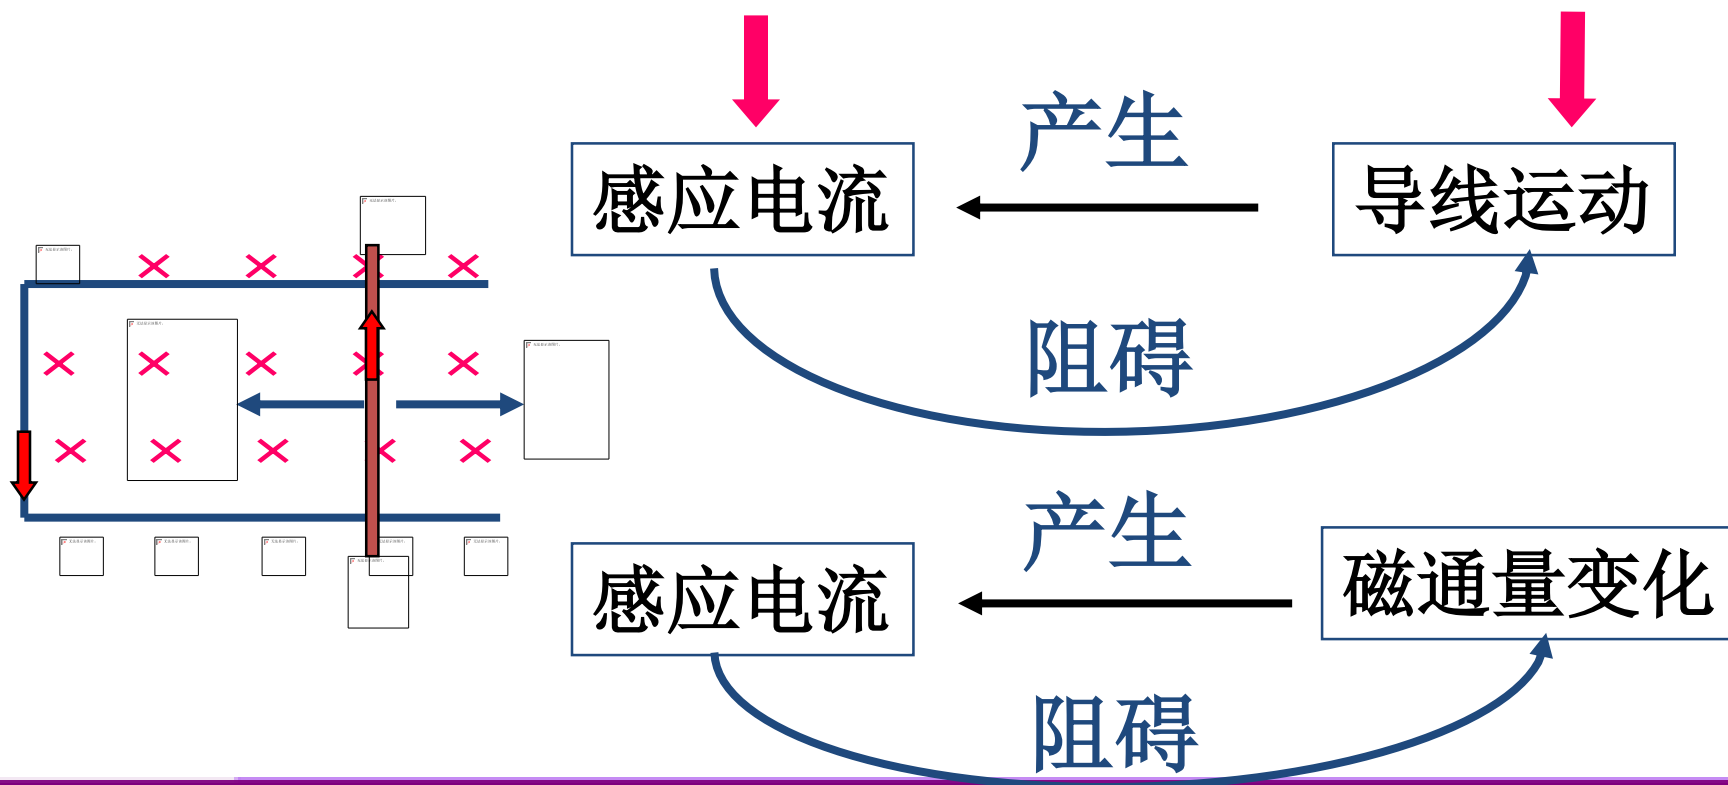 产生
感应电流
导线运动
阻碍
产生
感应电流
磁通量变化
阻碍